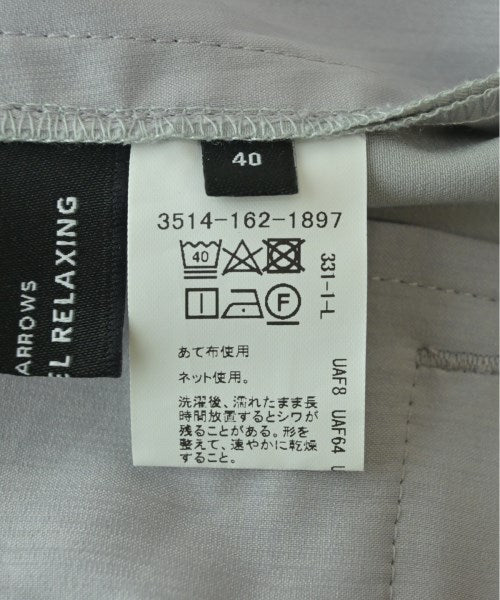 40
3514-162-1897
40
F
331-1-L
あて布使用
ネット使用。
洗濯後、濡れたまま長
時間放置するとシワが
残ることがある。形を
整えて、速やかに乾燥
すること。
UAF8 UAF64
ARROWS
EL RELAXING